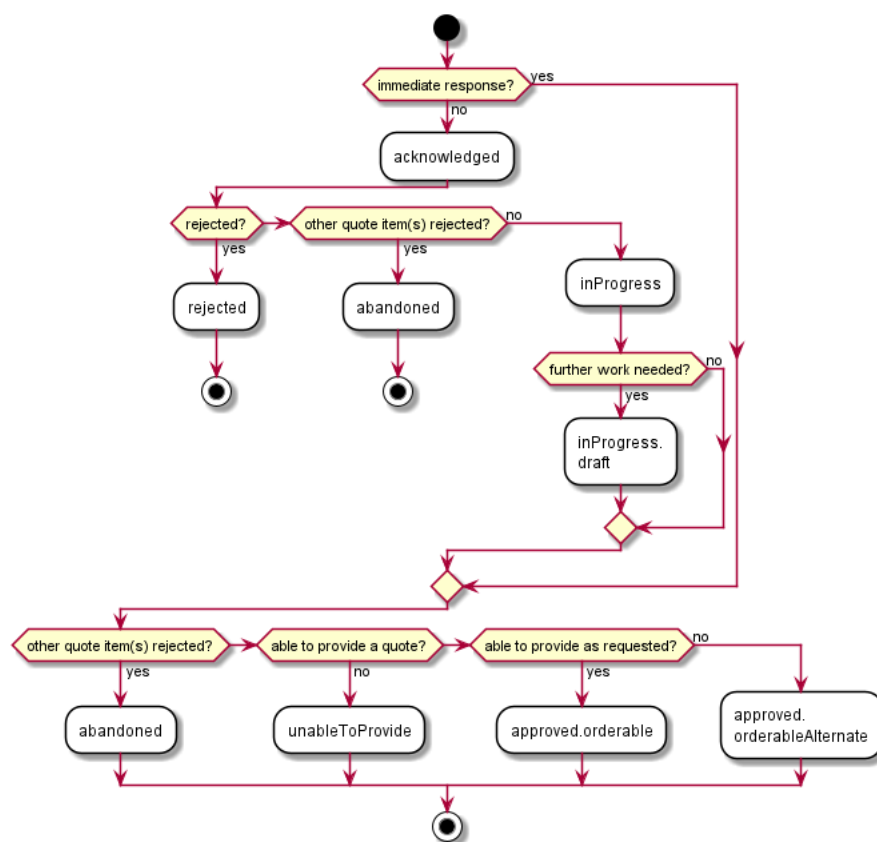 immediate response?
yes
no
acknowledged
rejected?
other quote item(s) rejected?
no
yes
yes
rejected
abandoned
inProgress
further work needed?
no
yes
inProgress.
draft
other quote item(s) rejected?
able to provide a quote?
able to provide as requested?
no
yes
no
yes
abandoned
unableToProvide
approved.orderable
approved.
orderableAlternate